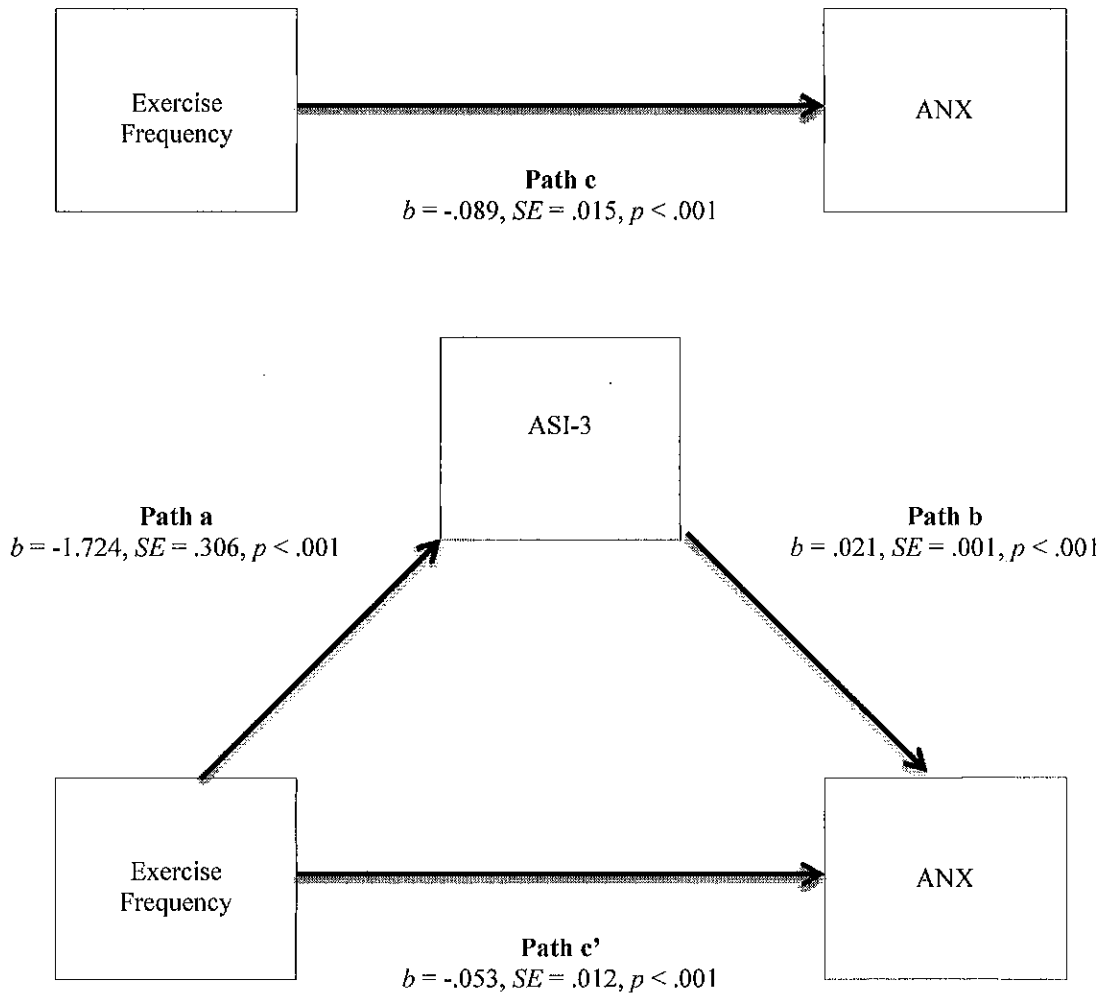 Exercise
Frequency
ANX
Path c
b = -.089, SE = .015, p < .001
ASI-3
Path a
b = -1.724, SE = .306, p < .001
Path b
b = .021, SE = .001, p < .001
Exercise
Frequency
ANX
Path c’
b = -.053, SE = .012, p < .001